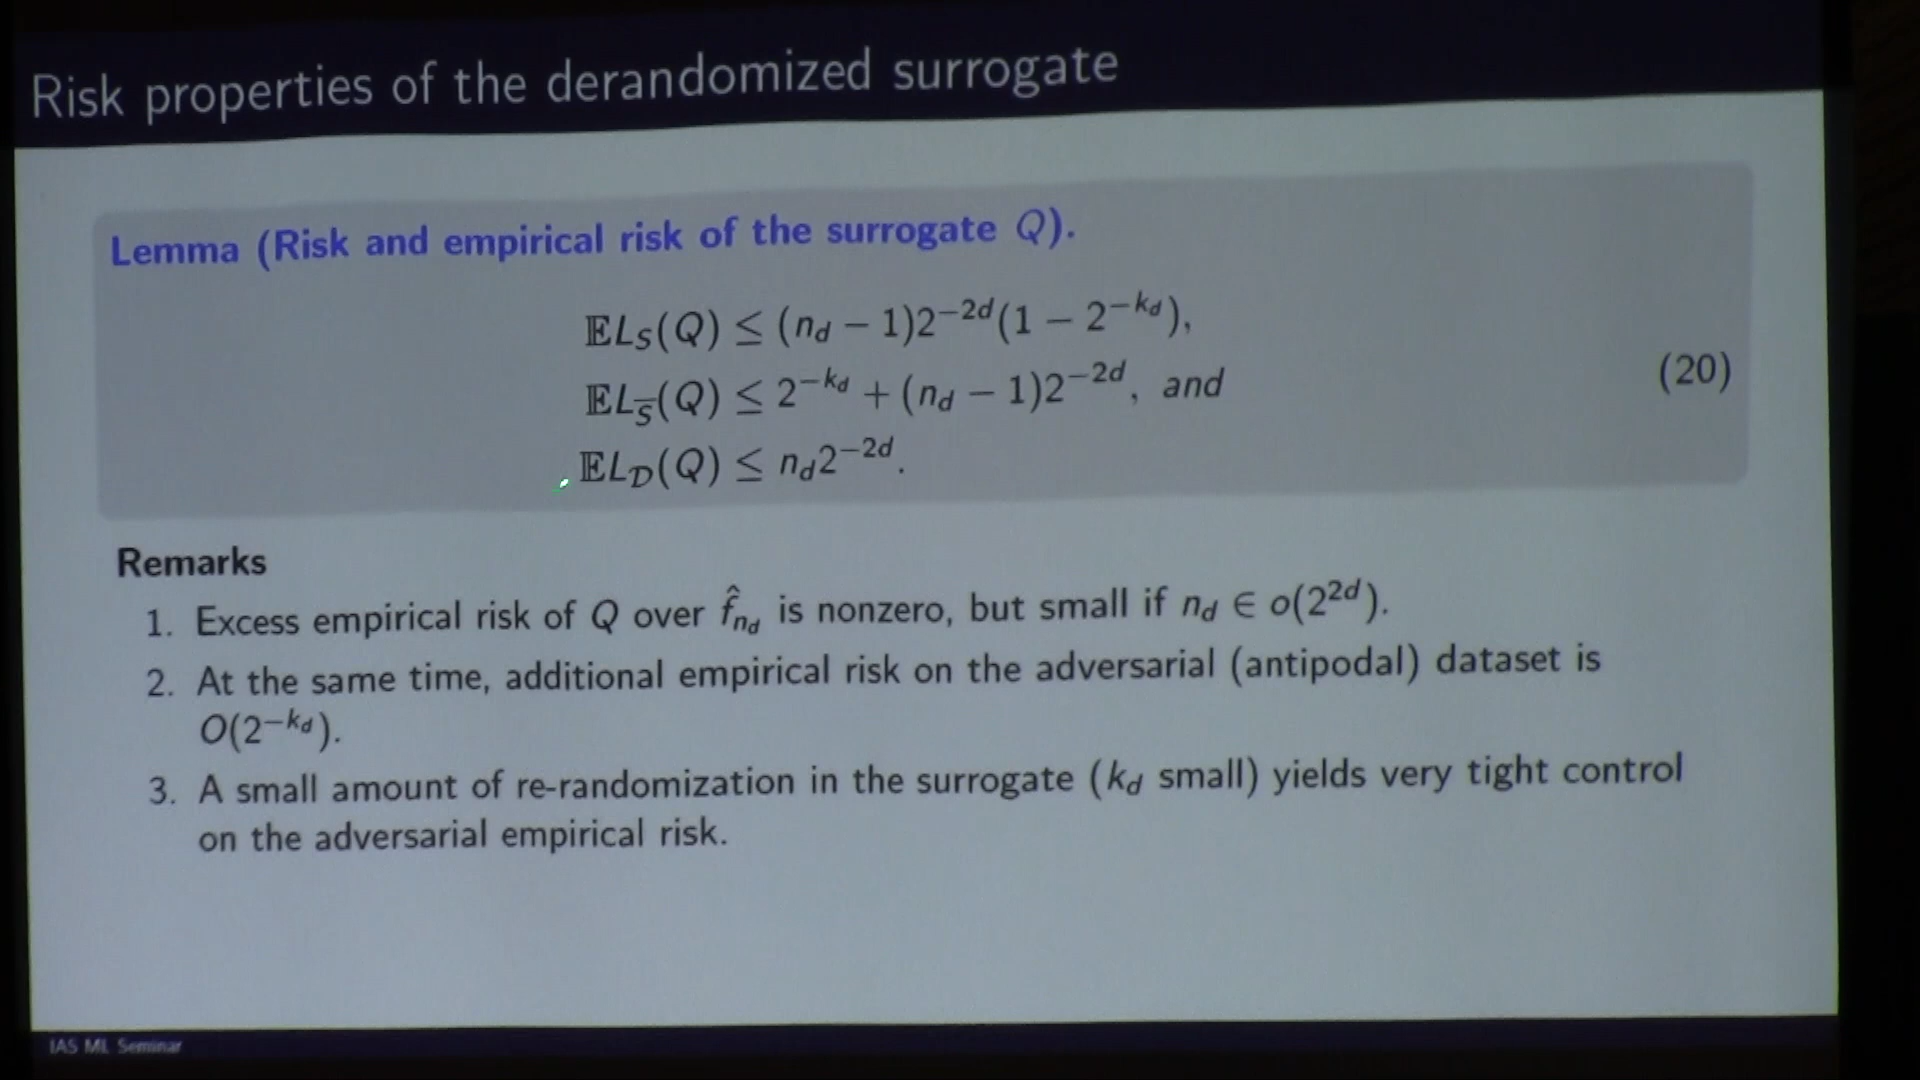 Risk properties of the derandomized surrogate
Lemma (Risk and empirical risk of the surrogate Q).
𝔼L_S(Q) ≤ (n_d − 1)2^{−2d}(1 − 2^{−k_d}),
𝔼L_{\overline{S}}(Q) ≤ 2^{−k_d} + (n_d − 1)2^{−2d}, and
(20)
𝔼L_𝒟(Q) ≤ n_d2^{−2d}.
Remarks
1. Excess empirical risk of Q over \hat{f}_{n_d} is nonzero, but small if n_d ∈ o(2^{2d}).
2. At the same time, additional empirical risk on the adversarial (antipodal) dataset is
O(2^{−k_d}).
3. A small amount of re-randomization in the surrogate (k_d small) yields very tight control
on the adversarial empirical risk.
IAS ML Seminar